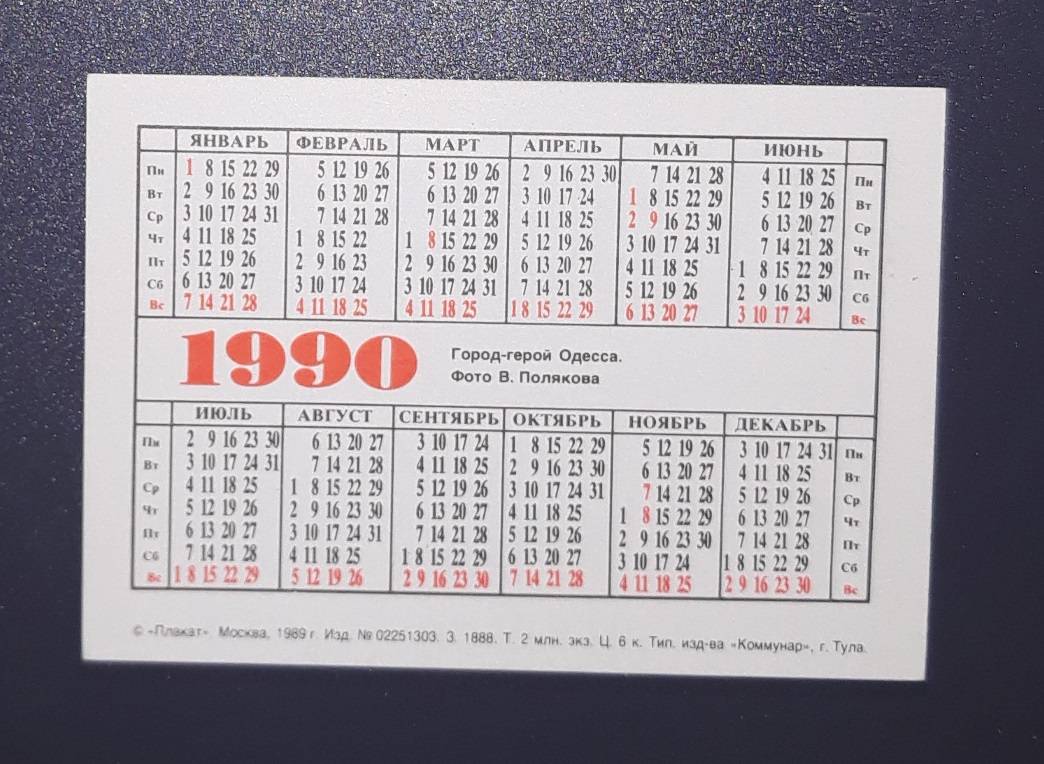 ЯНВАРЬ ФЕВРАЛЬ МАРТ АПРЕЛЬ МАЙ ИЮНЬ
Пн 1 8 15 22 29 5 12 19 26 5 12 19 26 2 9 16 23 30 7 14 21 28 4 11 18 25 Пн
Вт 2 9 16 23 30 6 13 20 27 6 13 20 27 3 10 17 24 1 8 15 22 29 5 12 19 26 Вт
Ср 3 10 17 24 31 7 14 21 28 7 14 21 28 4 11 18 25 2 9 16 23 30 6 13 20 27 Ср
Чт 4 11 18 25 1 8 15 22 1 8 15 22 29 5 12 19 26 3 10 17 24 31 7 14 21 28 Чт
Пт 5 12 19 26 2 9 16 23 2 9 16 23 30 6 13 20 27 4 11 18 25 1 8 15 22 29 Пт
Сб 6 13 20 27 3 10 17 24 3 10 17 24 31 7 14 21 28 5 12 19 26 2 9 16 23 30 Сб
Вс 7 14 21 28 4 11 18 25 4 11 18 25 1 8 15 22 29 6 13 20 27 3 10 17 24 Вс
1990
Город-герой Одесса.
Фото В. Полякова
ИЮЛЬ АВГУСТ СЕНТЯБРЬ ОКТЯБРЬ НОЯБРЬ ДЕКАБРЬ
Пн 2 9 16 23 30 6 13 20 27 3 10 17 24 1 8 15 22 29 5 12 19 26 3 10 17 24 31 Пн
Вт 3 10 17 24 31 7 14 21 28 4 11 18 25 2 9 16 23 30 6 13 20 27 4 11 18 25 Вт
Ср 4 11 18 25 1 8 15 22 29 5 12 19 26 3 10 17 24 31 7 14 21 28 5 12 19 26 Ср
Чт 5 12 19 26 2 9 16 23 30 6 13 20 27 4 11 18 25 1 8 15 22 29 6 13 20 27 Чт
Пт 6 13 20 27 3 10 17 24 31 7 14 21 28 5 12 19 26 2 9 16 23 30 7 14 21 28 Пт
Сб 7 14 21 28 4 11 18 25 1 8 15 22 29 6 13 20 27 3 10 17 24 1 8 15 22 29 Сб
Вс 1 8 15 22 29 5 12 19 26 2 9 16 23 30 7 14 21 28 4 11 18 25 2 9 16 23 30 Вс
© «Плакат». Москва, 1989 г. Изд. № 02251303. З. 1888. Т. 2 млн. экз. Ц. 6 к. Тип. изд-ва «Коммунар», г. Тула.